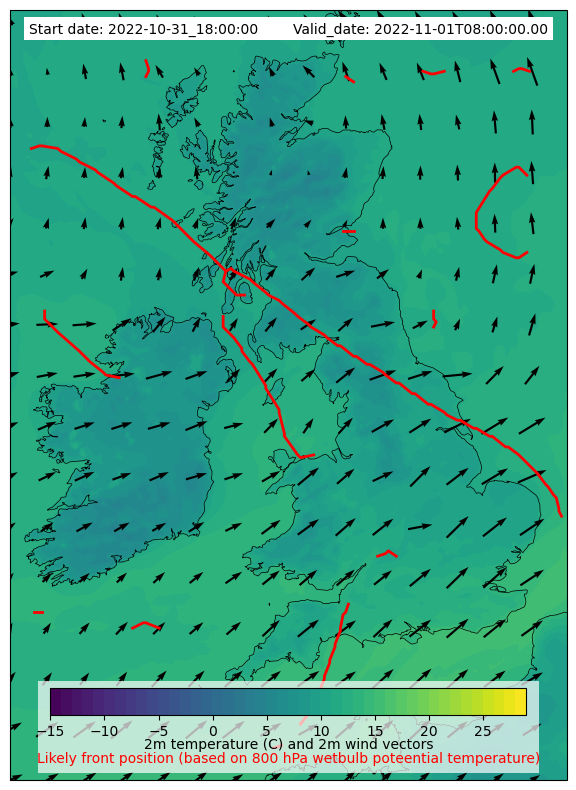 Start date: 2022-10-31_18:00:00 Valid_date: 2022-11-01T08:00:00.00
−15 −10 −5 0 5 10 15 20 25
2m temperature (C) and 2m wind vectors
Likely front position (based on 800 hPa wetbulb poteential temperature)